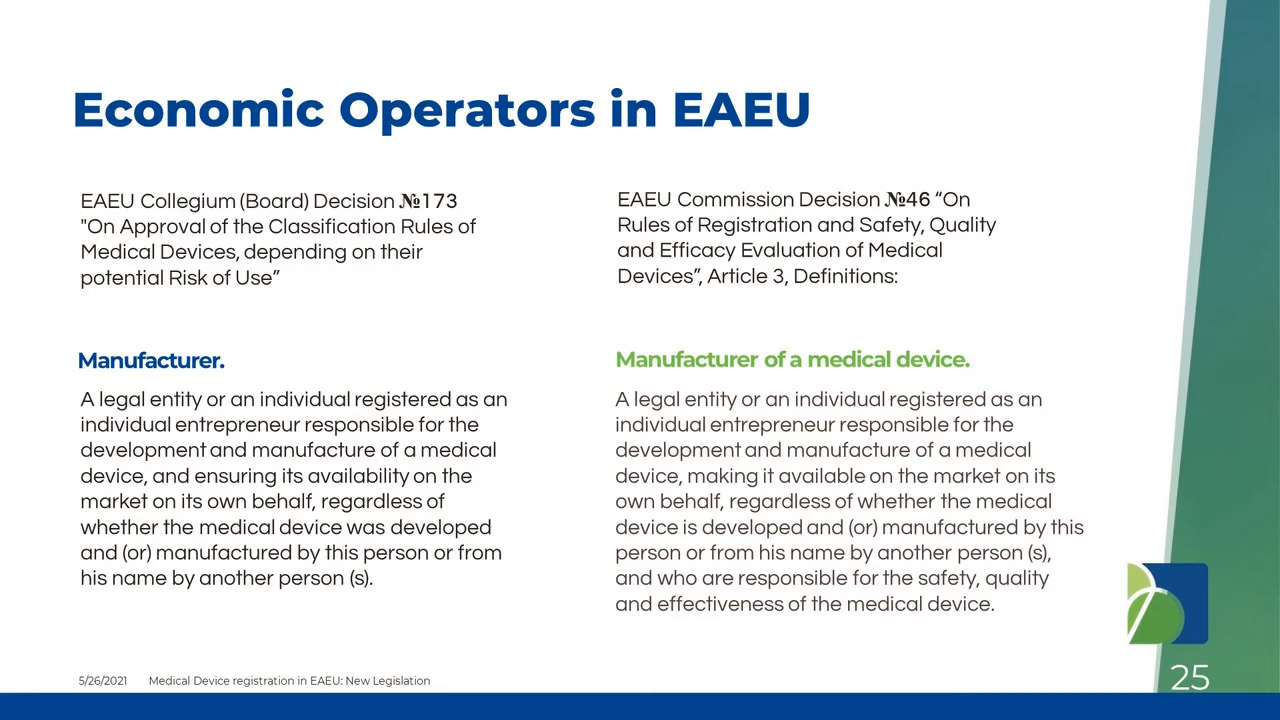 Economic Operators in EAEU
EAEU Collegium (Board) Decision №173
"On Approval of the Classification Rules of
Medical Devices, depending on their
potential Risk of Use”
Manufacturer.
A legal entity or an individual registered as an
individual entrepreneur responsible for the
development and manufacture of a medical
device, and ensuring its availability on the
market on its own behalf, regardless of
whether the medical device was developed
and (or) manufactured by this person or from
his name by another person (s).
EAEU Commission Decision №46 “On
Rules of Registration and Safety, Quality
and Efficacy Evaluation of Medical
Devices”, Article 3, Definitions:
Manufacturer of a medical device.
A legal entity or an individual registered as an
individual entrepreneur responsible for the
development and manufacture of a medical
device, making it available on the market on its
own behalf, regardless of whether the medical
device is developed and (or) manufactured by this
person or from his name by another person (s),
and who are responsible for the safety, quality
and effectiveness of the medical device.
5/26/2021 Medical Device registration in EAEU: New Legislation
25